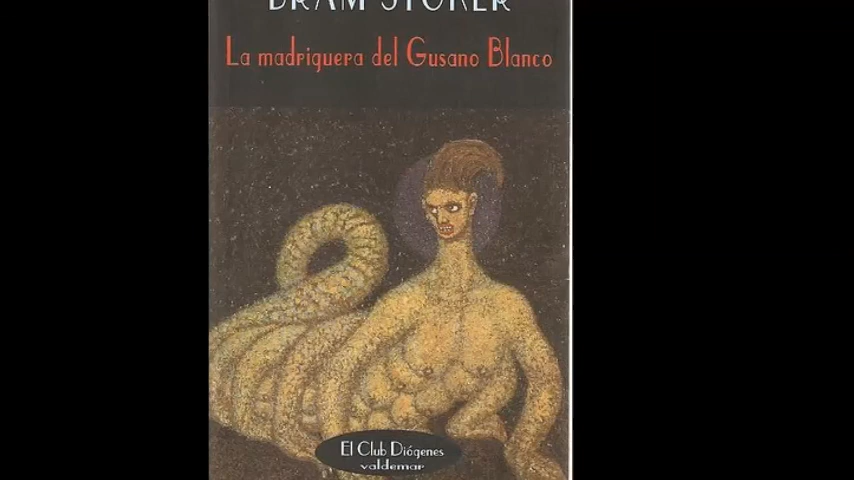 BRAM STOKER
La madriguera del Gusano Blanco
El Club Diógenes
valdemar